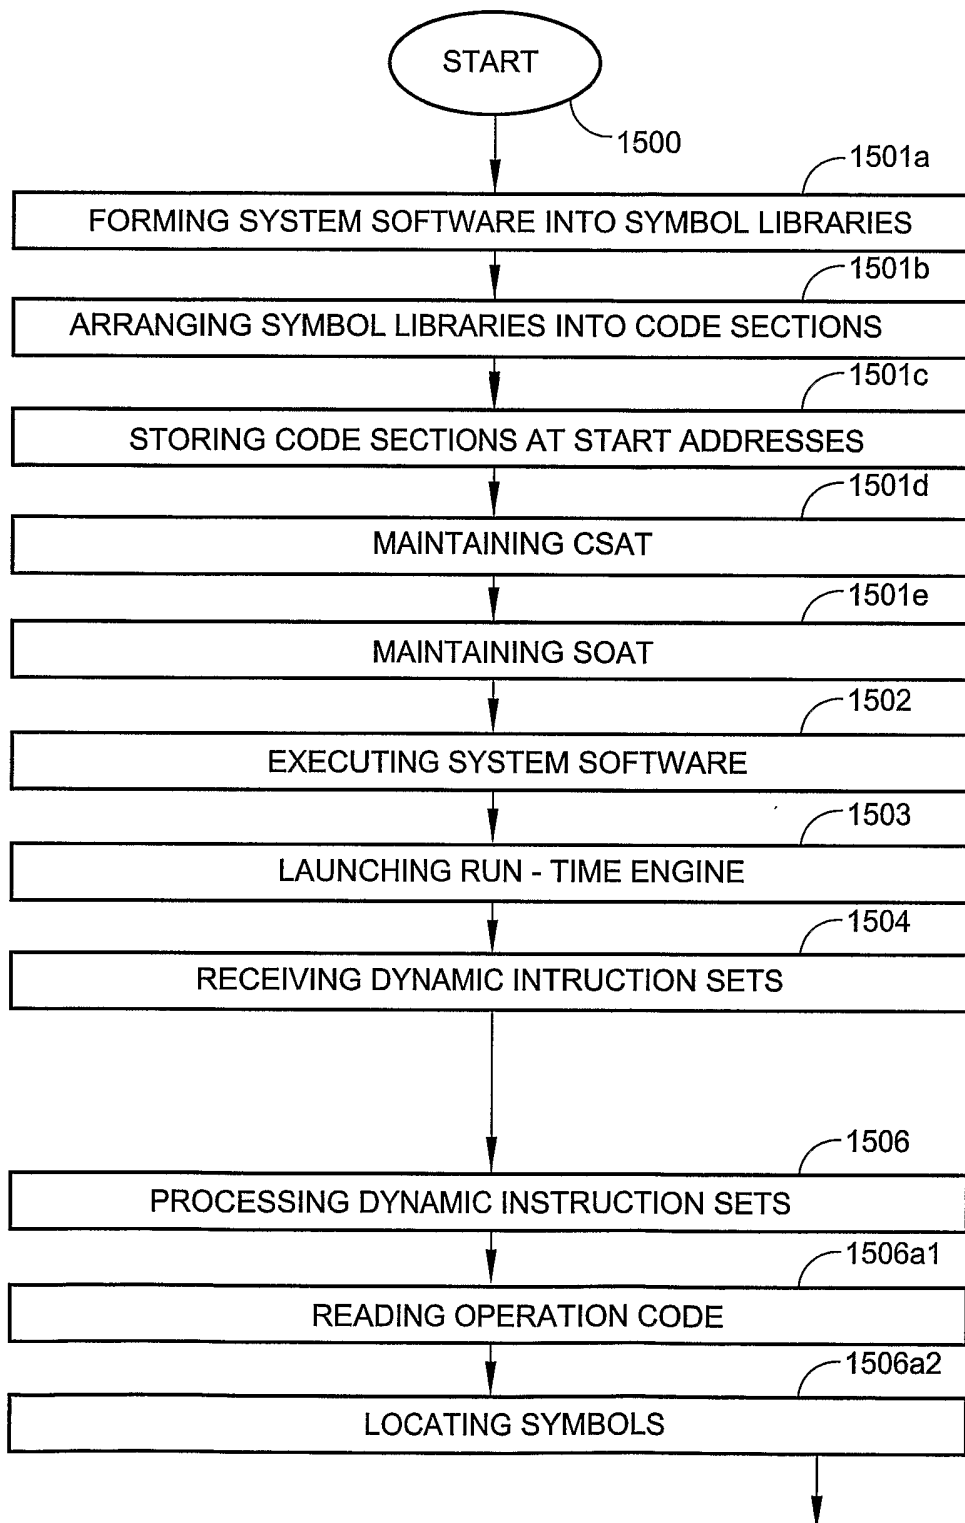 START
1500
1501a
FORMING SYSTEM SOFTWARE INTO SYMBOL LIBRARIES
1501b
ARRANGING SYMBOL LIBRARIES INTO CODE SECTIONS
1501c
STORING CODE SECTIONS AT START ADDRESSES
1501d
MAINTAINING CSAT
1501e
MAINTAINING SOAT
1502
EXECUTING SYSTEM SOFTWARE
1503
LAUNCHING RUN - TIME ENGINE
1504
RECEIVING DYNAMIC INTRUCTION SETS
1506
PROCESSING DYNAMIC INSTRUCTION SETS
1506a1
READING OPERATION CODE
1506a2
LOCATING SYMBOLS